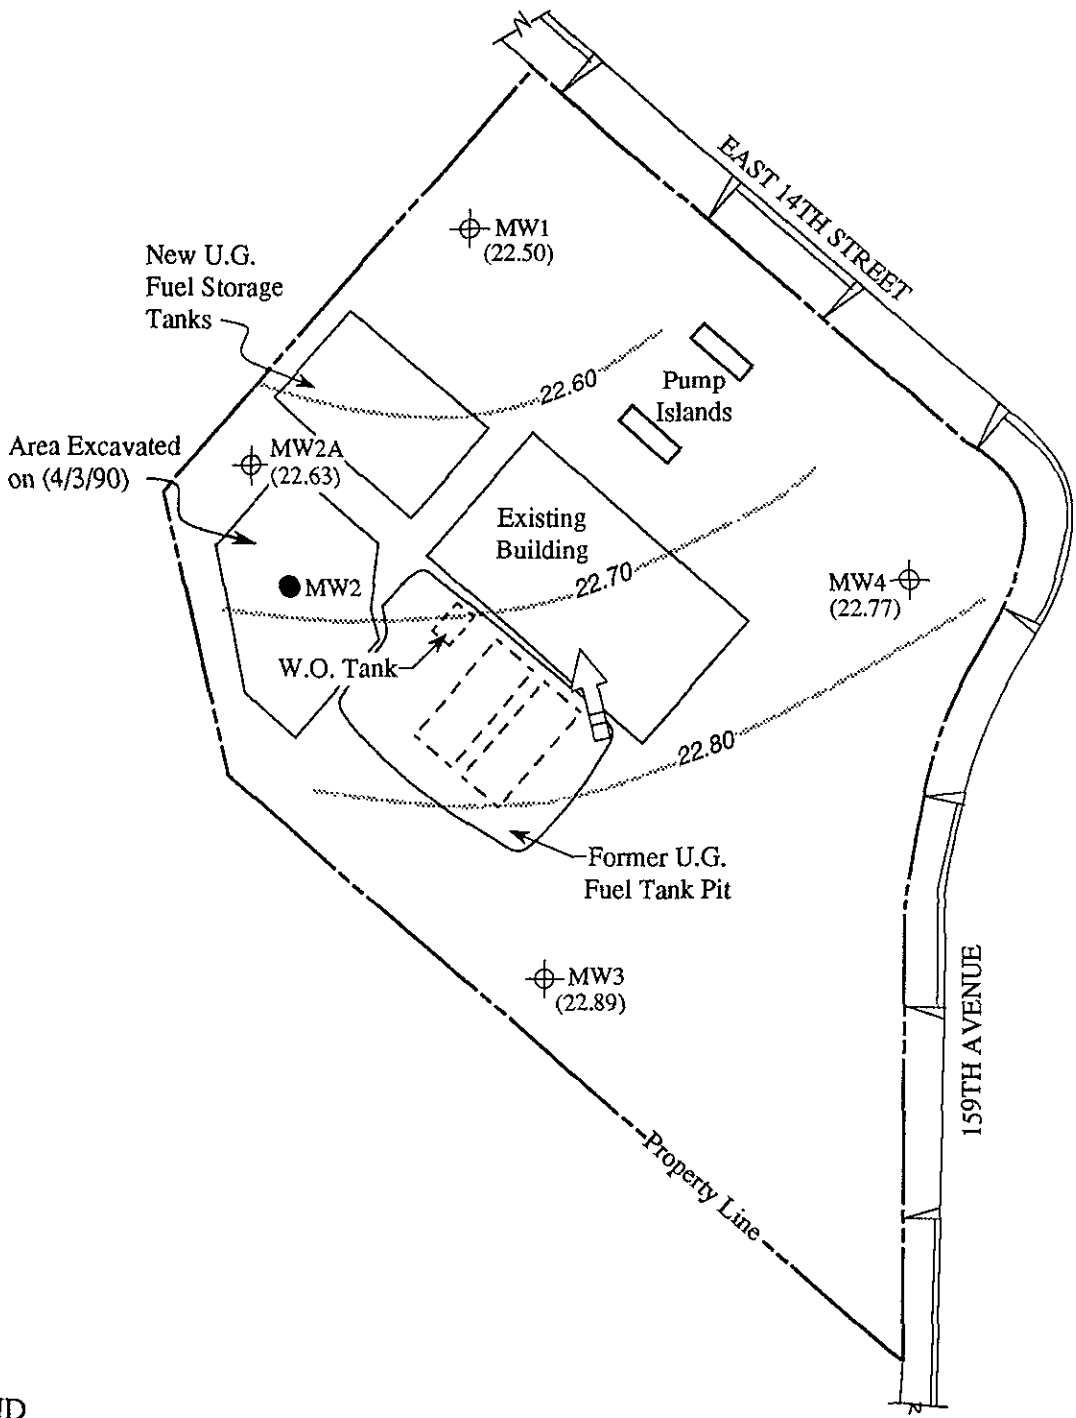 EAST 14TH STREET
MW1
(22.50)
New U.G.
Fuel Storage
Tanks
22.60
Pump
Islands
Area Excavated
on (4/3/90)
MW2A
(22.63)
Existing
Building
22.70
MW2
MW4
(22.77)
W.O. Tank
22.80
Former U.G.
Fuel Tank Pit
MW3
(22.89)
159TH AVENUE
Property Line